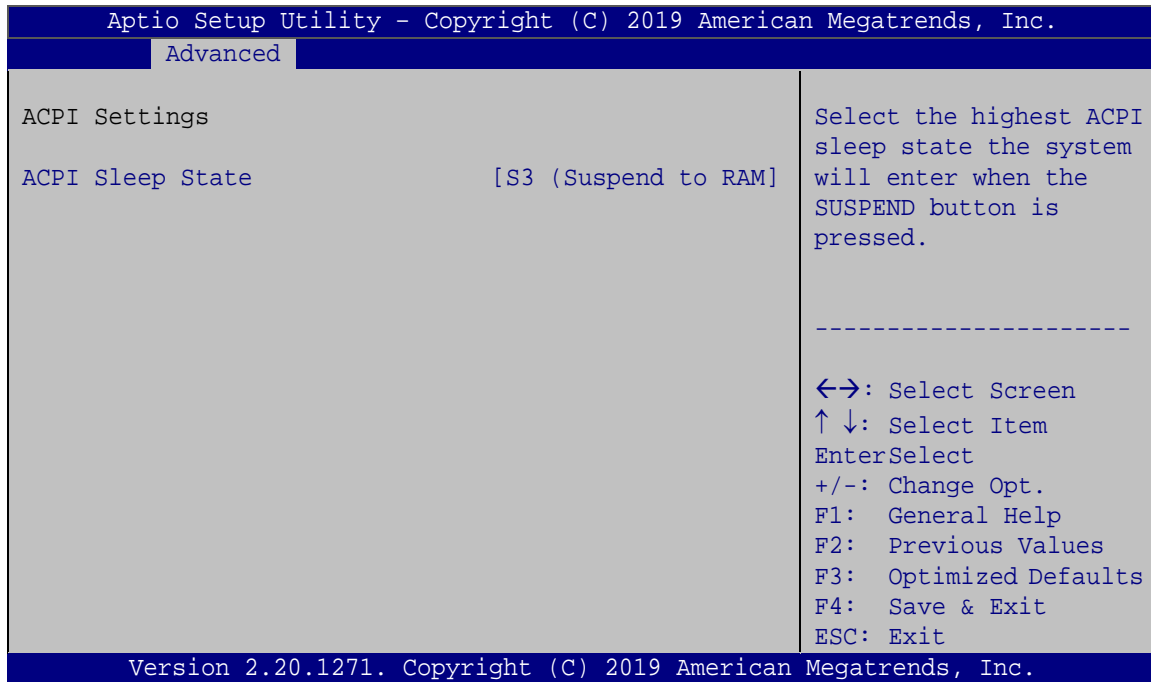 Aptio Setup Utility – Copyright (C) 2019 American Megatrends, Inc.
Advanced
ACPI Settings
ACPI Sleep State [S3 (Suspend to RAM]
Select the highest ACPI
sleep state the system
will enter when the
SUSPEND button is
pressed.
----------------------
←→: Select Screen
↑ ↓: Select Item
EnterSelect
+/-: Change Opt.
F1: General Help
F2: Previous Values
F3: Optimized Defaults
F4: Save & Exit
ESC: Exit
Version 2.20.1271. Copyright (C) 2019 American Megatrends, Inc.